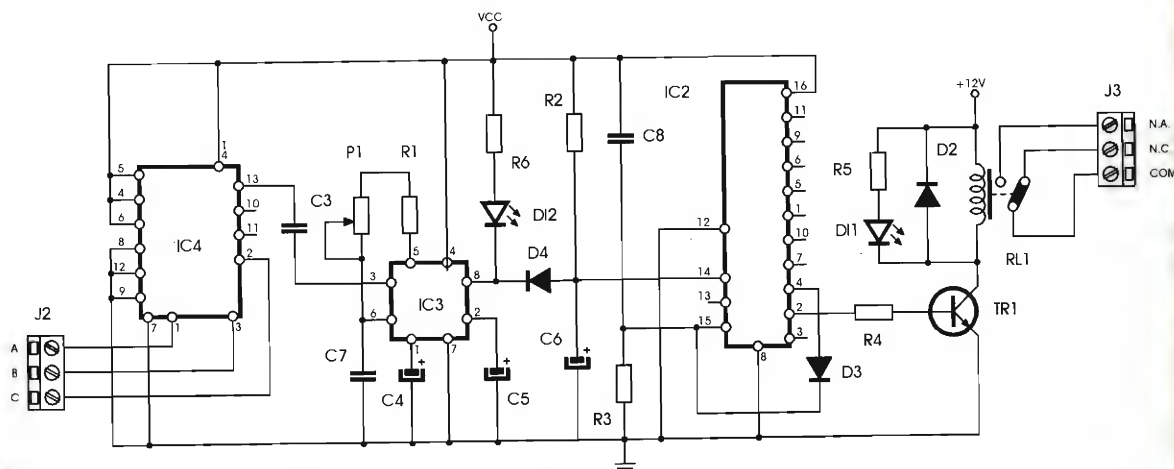 VCC
+12V
J3
N.A.
N.C.
COM
IC2
16
11
9
6
5
1
10
7
4
2
3
12
14
13
15
8
R2
C8
R6
DI2
D4
C6
R3
R5
D2
DI1
RL1
TR1
R4
D3
P1
R1
C3
5
4
3
6
8
2
1
7
IC3
C7
+
C4
+
C5
+
1
4
5
4
6
8
12
9
13
10
11
2
7
1
3
IC4
J2
A
B
C